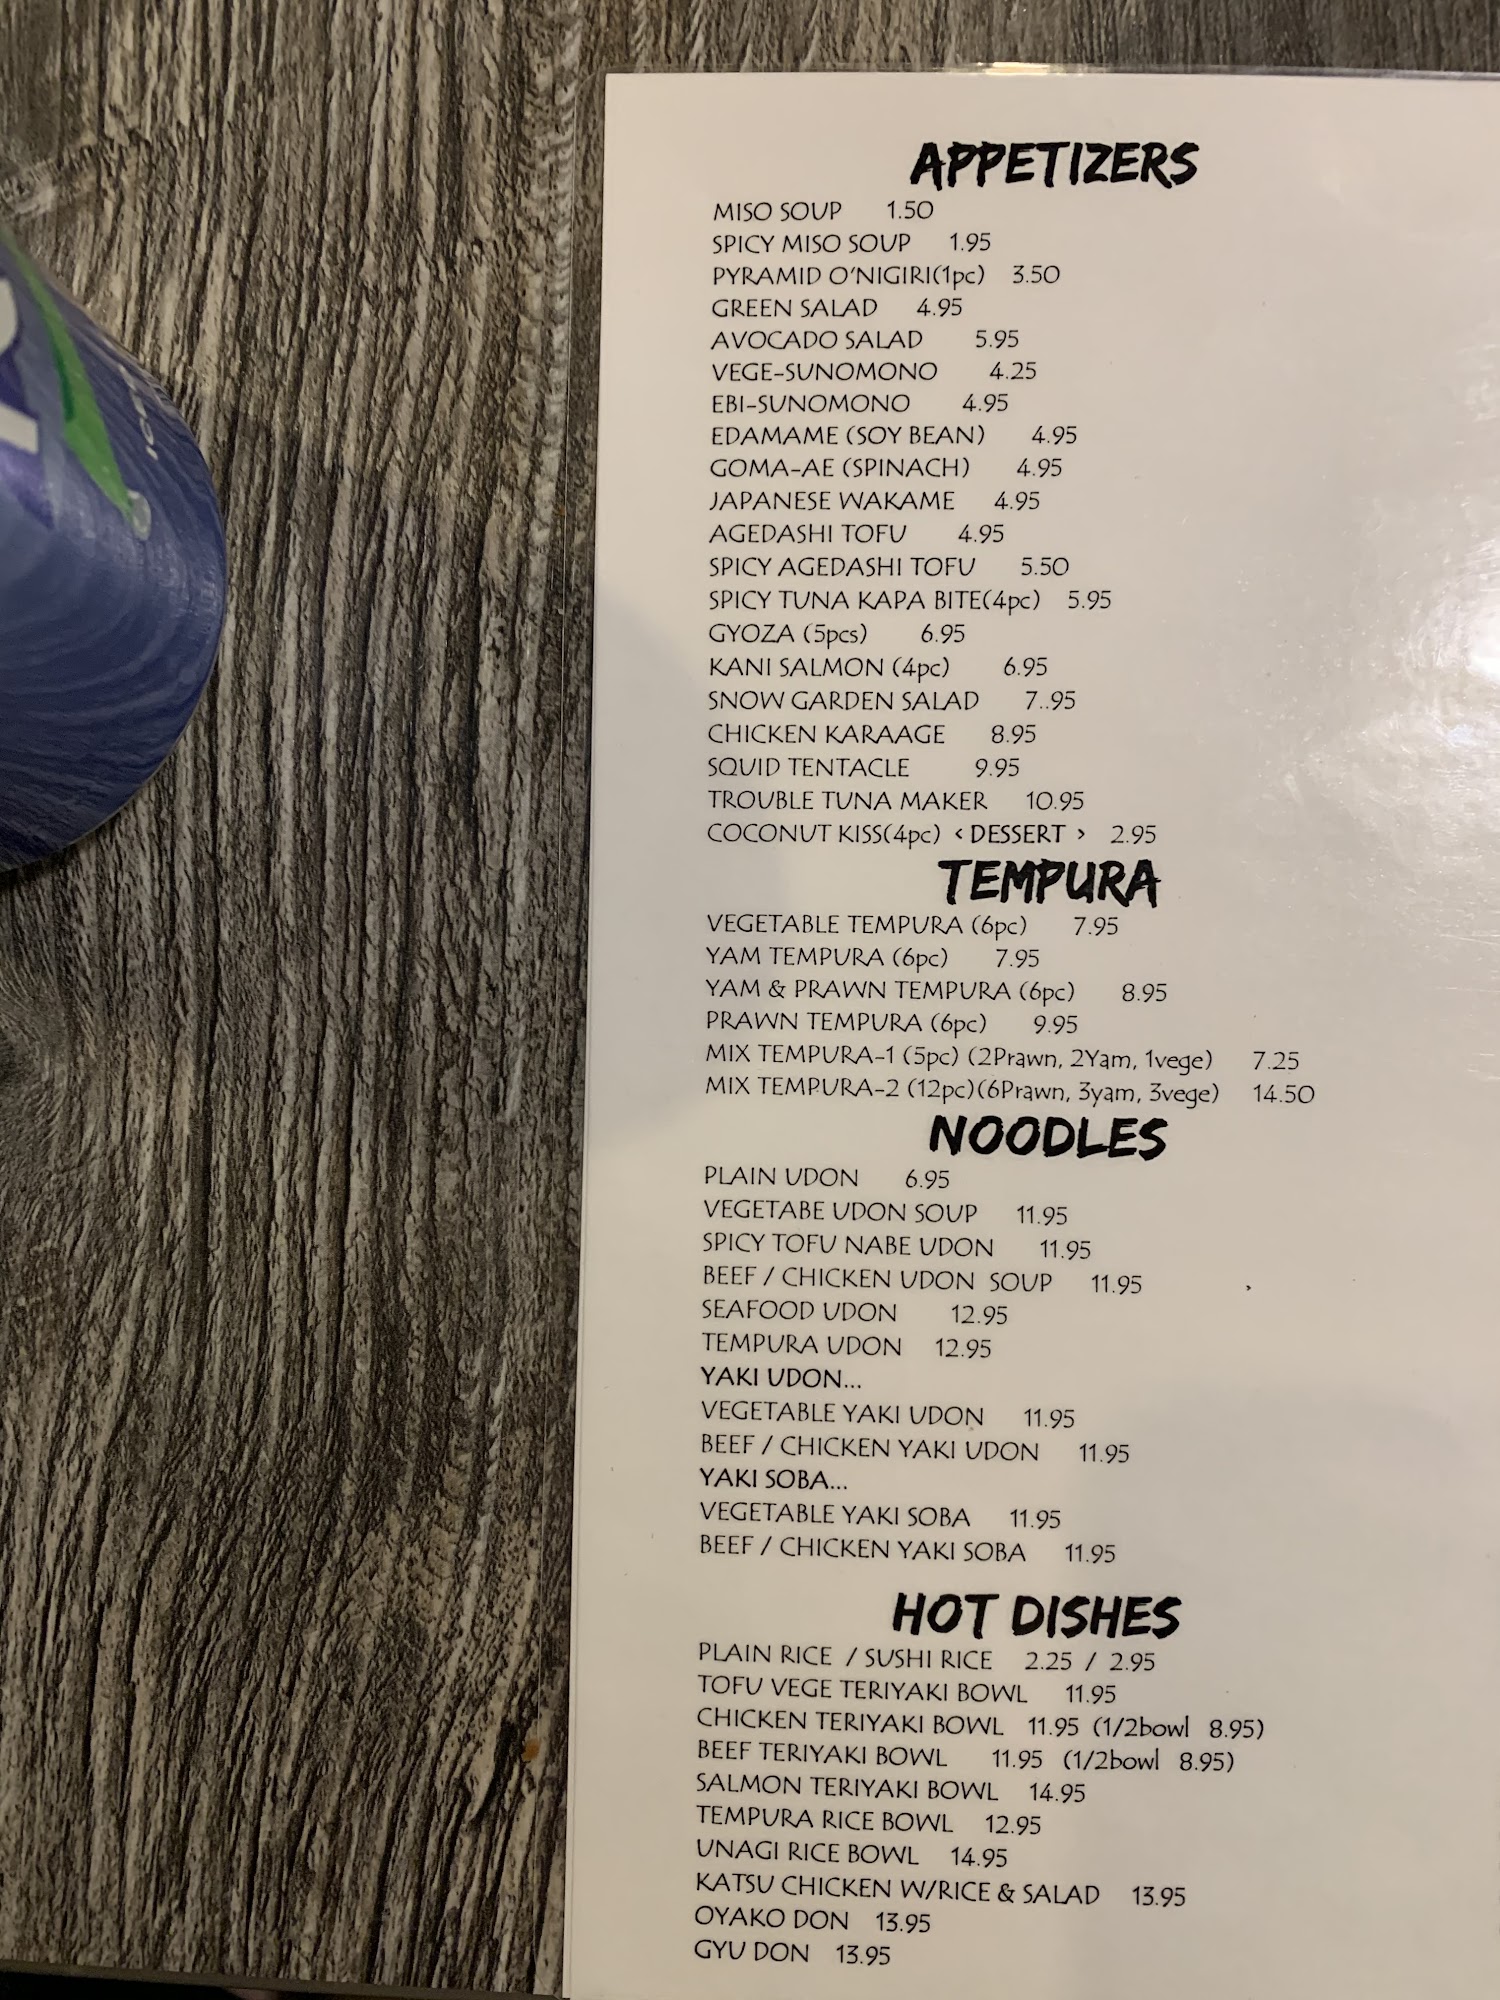 APPETIZERS
MISO SOUP 1.50
SPICY MISO SOUP 1.95
PYRAMID O'NIGIRI(1pc) 3.50
GREEN SALAD 4.95
AVOCADO SALAD 5.95
VEGE-SUNOMONO 4.25
EBI-SUNOMONO 4.95
EDAMAME (SOY BEAN) 4.95
GOMA-AE (SPINACH) 4.95
JAPANESE WAKAME 4.95
AGEDASHI TOFU 4.95
SPICY AGEDASHI TOFU 5.50
SPICY TUNA KAPA BITE(4pc) 5.95
GYOZA (5pcs) 6.95
KANI SALMON (4pc) 6.95
SNOW GARDEN SALAD 7..95
CHICKEN KARAAGE 8.95
SQUID TENTACLE 9.95
TROUBLE TUNA MAKER 10.95
COCONUT KISS(4pc) < DESSERT > 2.95
TEMPURA
VEGETABLE TEMPURA (6pc) 7.95
YAM TEMPURA (6pc) 7.95
YAM & PRAWN TEMPURA (6pc) 8.95
PRAWN TEMPURA (6pc) 9.95
MIX TEMPURA-1 (5pc) (2Prawn, 2Yam, 1vege) 7.25
MIX TEMPURA-2 (12pc)(6Prawn, 3yam, 3vege) 14.50
NOODLES
PLAIN UDON 6.95
VEGETABE UDON SOUP 11.95
SPICY TOFU NABE UDON 11.95
BEEF / CHICKEN UDON SOUP 11.95
SEAFOOD UDON 12.95
TEMPURA UDON 12.95
YAKI UDON...
VEGETABLE YAKI UDON 11.95
BEEF / CHICKEN YAKI UDON 11.95
YAKI SOBA...
VEGETABLE YAKI SOBA 11.95
BEEF / CHICKEN YAKI SOBA 11.95
HOT DISHES
PLAIN RICE / SUSHI RICE 2.25 / 2.95
TOFU VEGE TERIYAKI BOWL 11.95
CHICKEN TERIYAKI BOWL 11.95 (1/2bowl 8.95)
BEEF TERIYAKI BOWL 11.95 (1/2bowl 8.95)
SALMON TERIYAKI BOWL 14.95
TEMPURA RICE BOWL 12.95
UNAGI RICE BOWL 14.95
KATSU CHICKEN W/RICE & SALAD 13.95
OYAKO DON 13.95
GYU DON 13.95